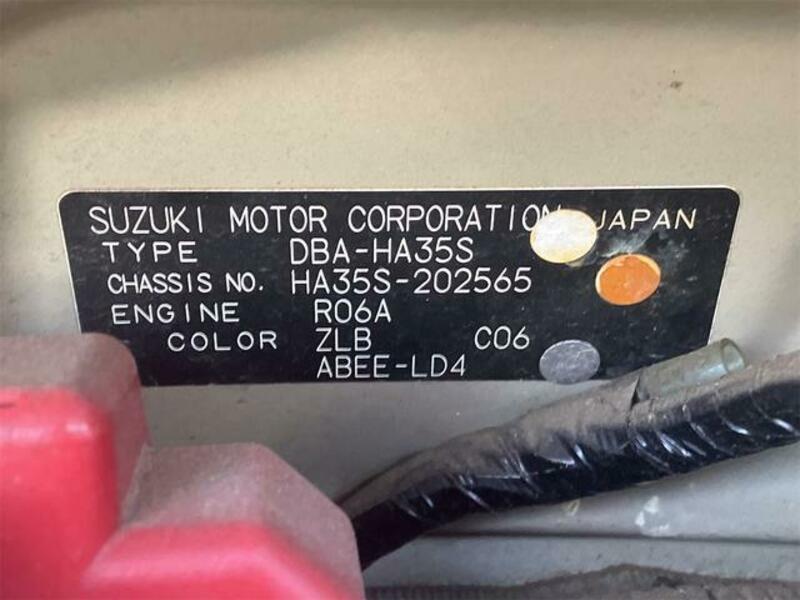 SUZUKI MOTOR CORPORATION JAPAN
TYPE DBA-HA35S
CHASSIS NO. HA35S-202565
ENGINE R06A
COLOR ZLB C06
ABEE-LD4